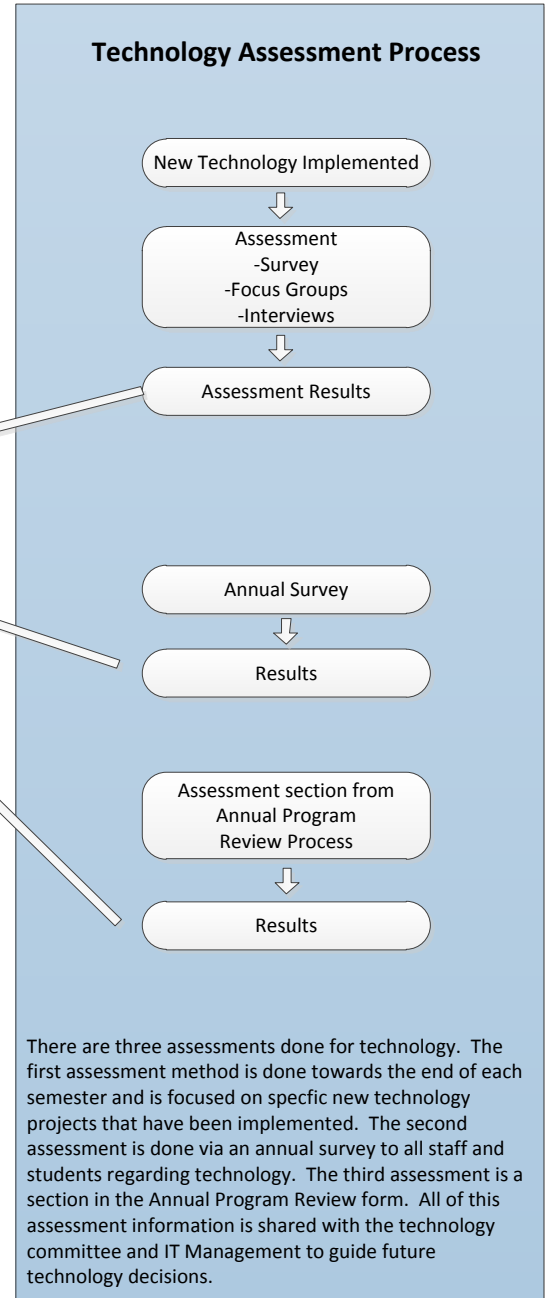 Technology Assessment Process
New Technology Implemented
Assessment
-Survey
-Focus Groups
-Interviews
Assessment Results
Annual Survey
Results
Assessment section from
Annual Program
Review Process
Results
There are three assessments done for technology.  The
first assessment method is done towards the end of each
semester and is focused on specfic new technology
projects that have been implemented.  The second
assessment is done via an annual survey to all staff and
students regarding technology.  The third assessment is a
section in the Annual Program Review form.  All of this
assessment information is shared with the technology
committee and IT Management to guide future
technology decisions.